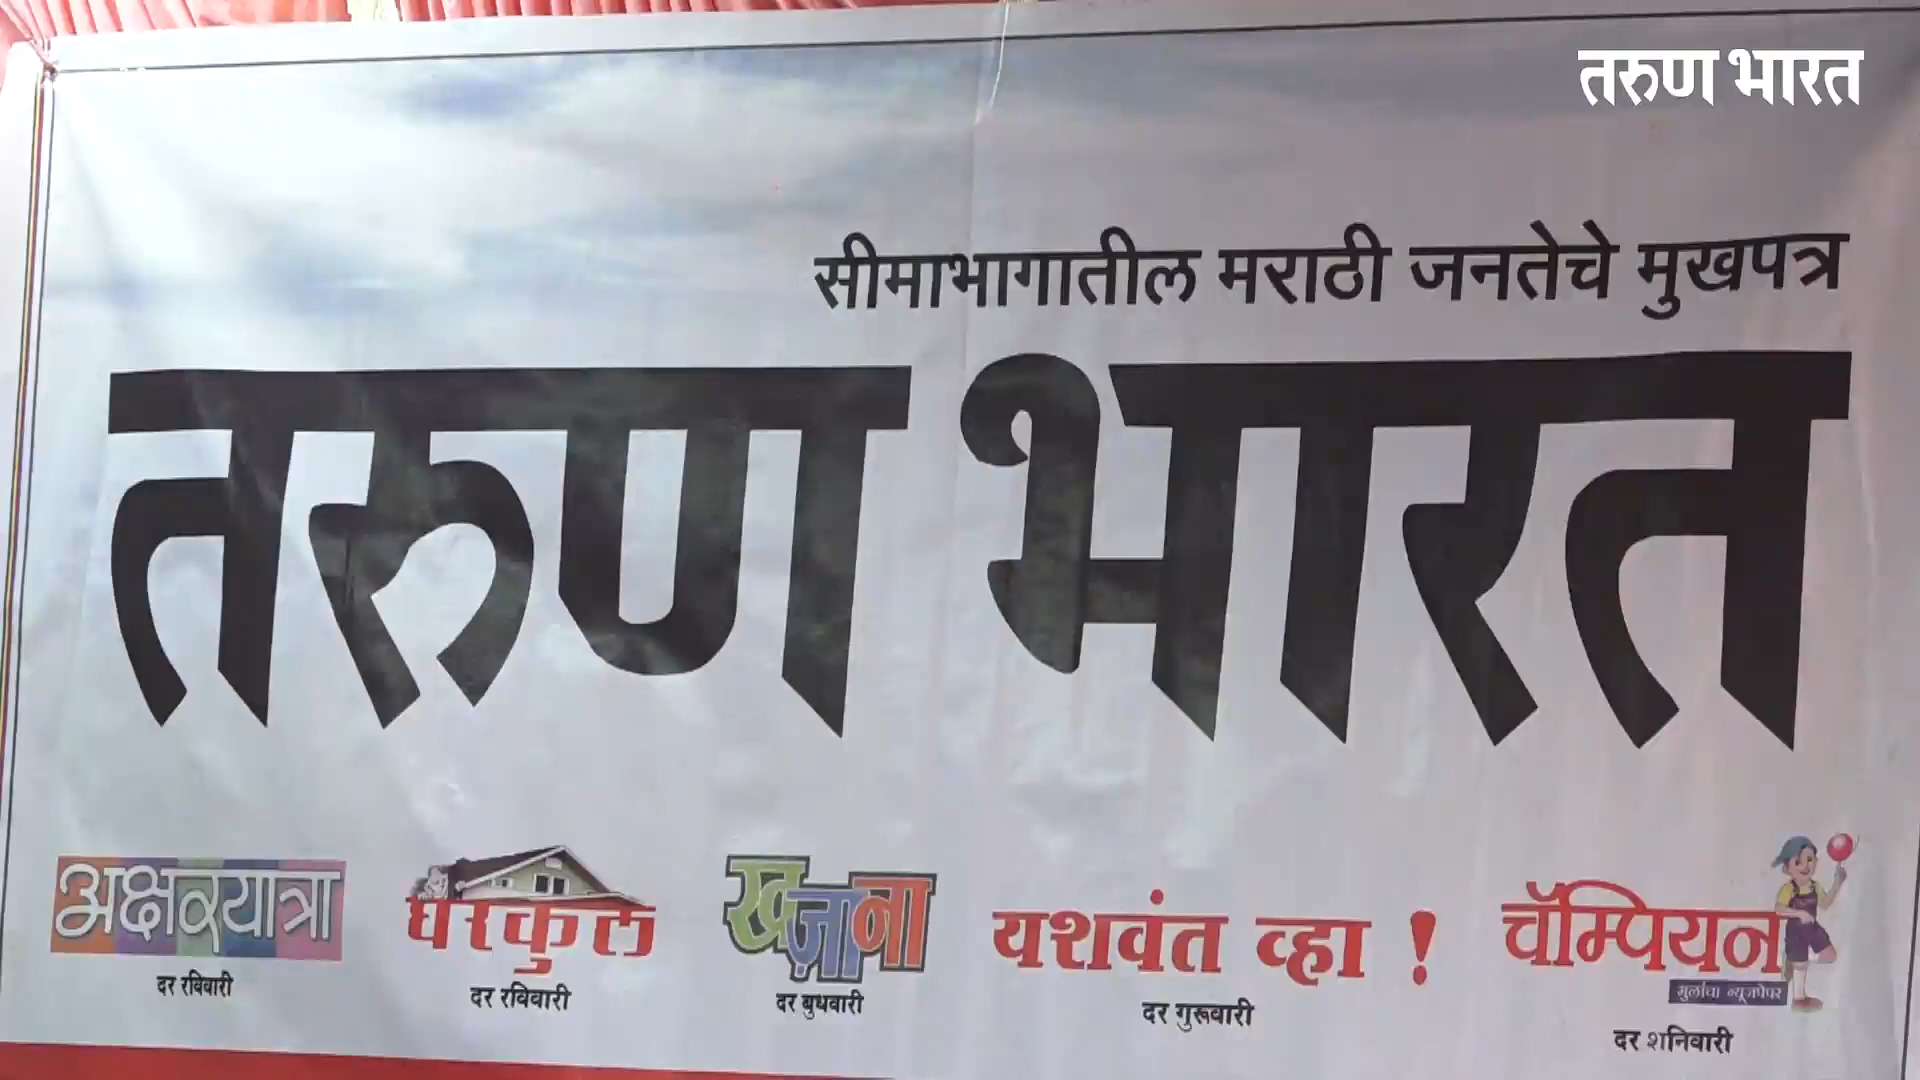 तरुण भारत
सीमाभागातील मराठी जनतेचे मुखपत्र
तरुण भारत
अक्षरयात्रा
दर रविवारी
घरकुल
दर रविवारी
खज़ाना
दर बुधवारी
यशवंत व्हा !
दर गुरूवारी
चॅम्पियन
मुलांचा न्यूजपेपर
दर शनिवारी